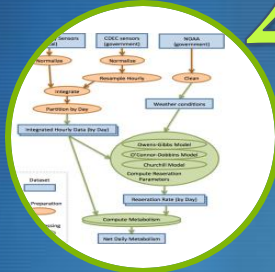 Sensors
CDEC sensors
(government)
NOAA
(government)
Normalize
Normalize
Resample Hourly
Clean
Integrate
Partition by Day
Weather conditions
Integrated Hourly Data (by Day)
Owens-Gibbs Model
O'Connor-Dobbins Model
Churchill Model
Compute Reaeration
Parameters
Dataset
Preparation
Reaeration Rate (by Day)
Compute Metabolism
Net Daily Metabolism